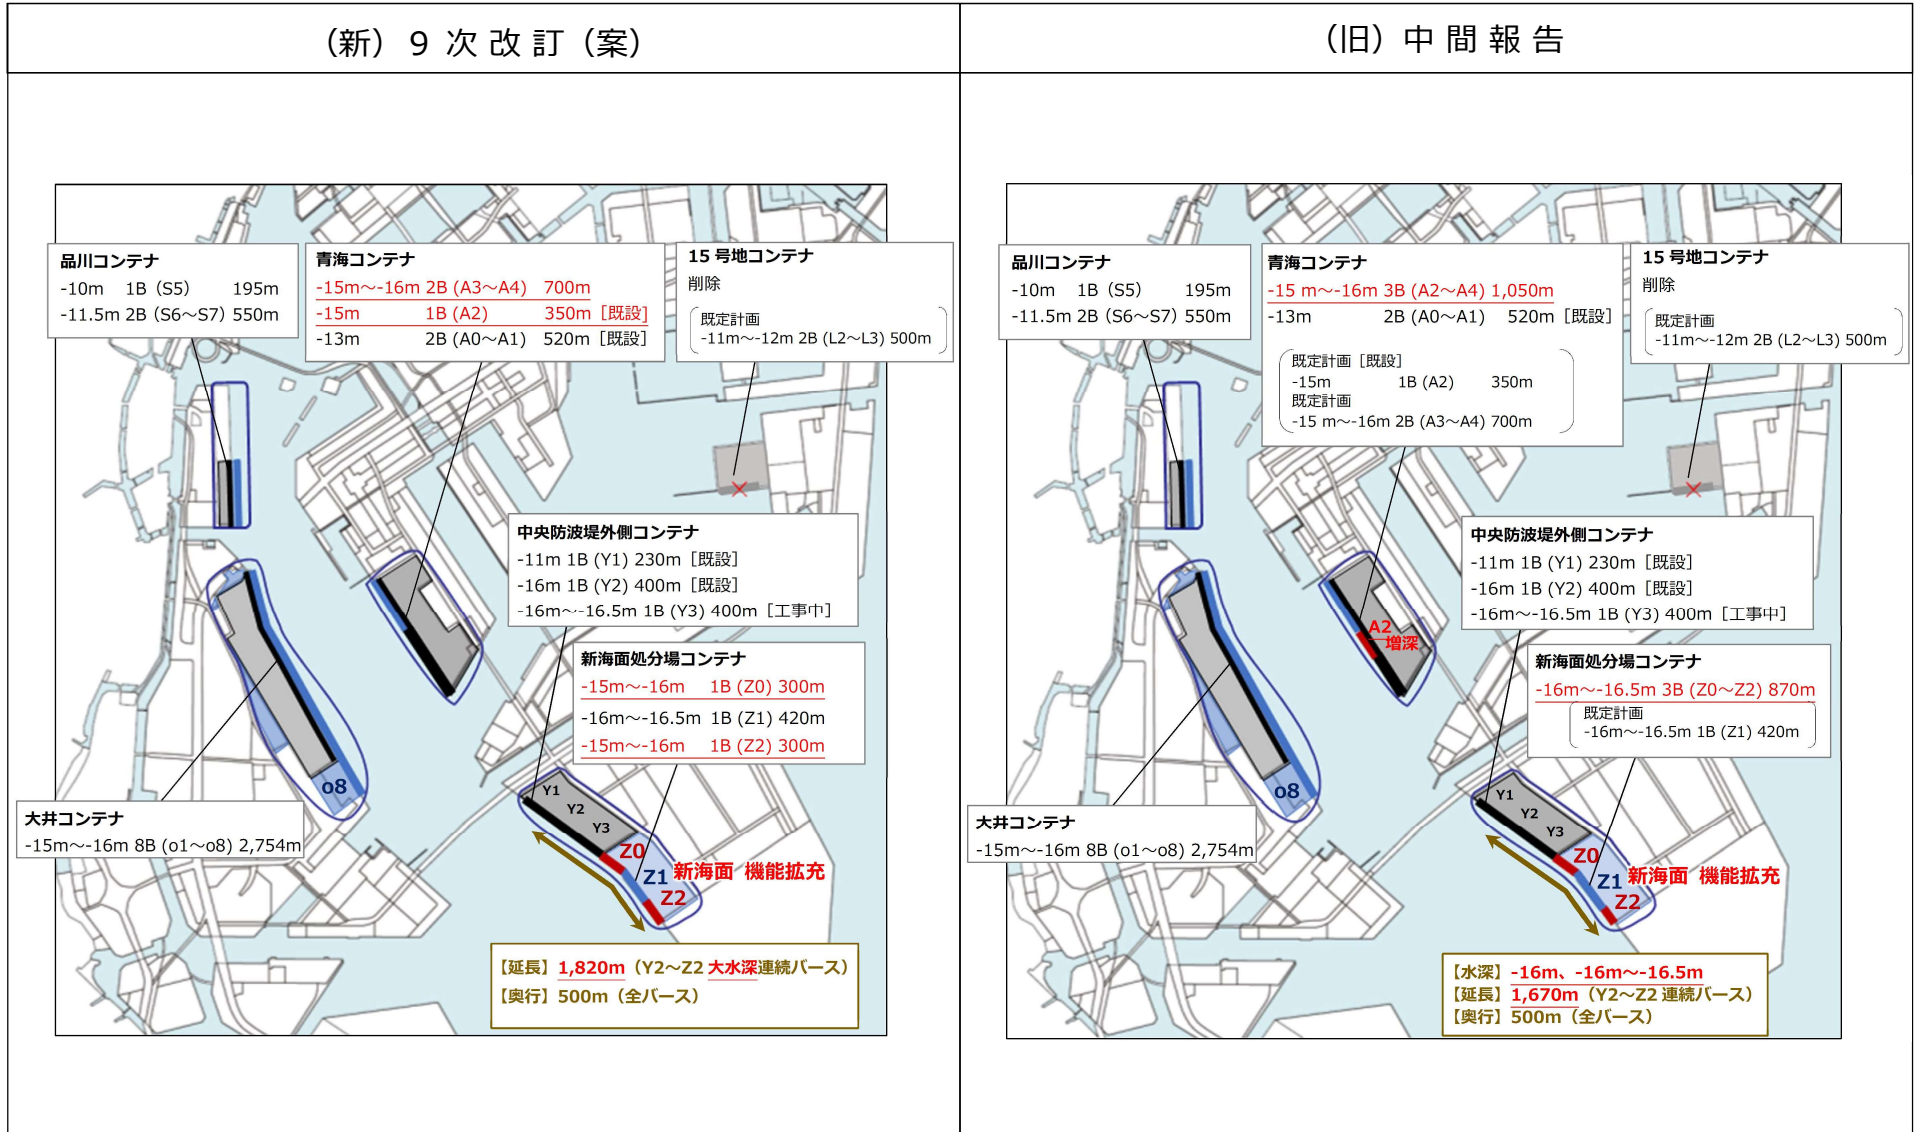 （新）９次改訂（案）
品川コンテナ
-10m 1B（S5） 195m
-11.5m 2B（S6～S7）550m
青海コンテナ
-15m～-16m 2B (A3～A4) 700m
-15m 1B (A2) 350m［既設］
-13m 2B (A0～A1) 520m［既設］
15 号地コンテナ
削除
既定計画
-11m～-12m 2B (L2～L3) 500m
中央防波堤外側コンテナ
-11m 1B (Y1) 230m［既設］
-16m 1B (Y2) 400m［既設］
-16m～-16.5m 1B (Y3) 400m［工事中］
新海面処分場コンテナ
-15m～-16m 1B (Z0) 300m
-16m～-16.5m 1B (Z1) 420m
-15m～-16m 1B (Z2) 300m
o8
大井コンテナ
-15m～-16m 8B (o1～o8) 2,754m
Y1
Y2
Y3
Z0
Z1
Z2
新海面 機能拡充
【延長】1,820m（Y2～Z2 大水深連続バース）
【奥行】500m（全バース）
（旧）中間報告
品川コンテナ
-10m 1B（S5） 195m
-11.5m 2B（S6～S7）550m
青海コンテナ
-15 m～-16m 3B (A2～A4) 1,050m
-13m 2B (A0～A1) 520m［既設］
既定計画［既設］
-15m 1B (A2) 350m
既定計画
-15 m～-16m 2B (A3～A4) 700m
15 号地コンテナ
削除
既定計画
-11m～-12m 2B (L2～L3) 500m
A2
増深
中央防波堤外側コンテナ
-11m 1B (Y1) 230m［既設］
-16m 1B (Y2) 400m［既設］
-16m～-16.5m 1B (Y3) 400m［工事中］
新海面処分場コンテナ
-16m～-16.5m 3B (Z0～Z2) 870m
既定計画
-16m～-16.5m 1B (Z1) 420m
o8
大井コンテナ
-15m～-16m 8B (o1～o8) 2,754m
Y1
Y2
Y3
Z0
Z1
Z2
新海面 機能拡充
【水深】-16m、-16m～-16.5m
【延長】1,670m（Y2～Z2 連続バース）
【奥行】500m（全バース）